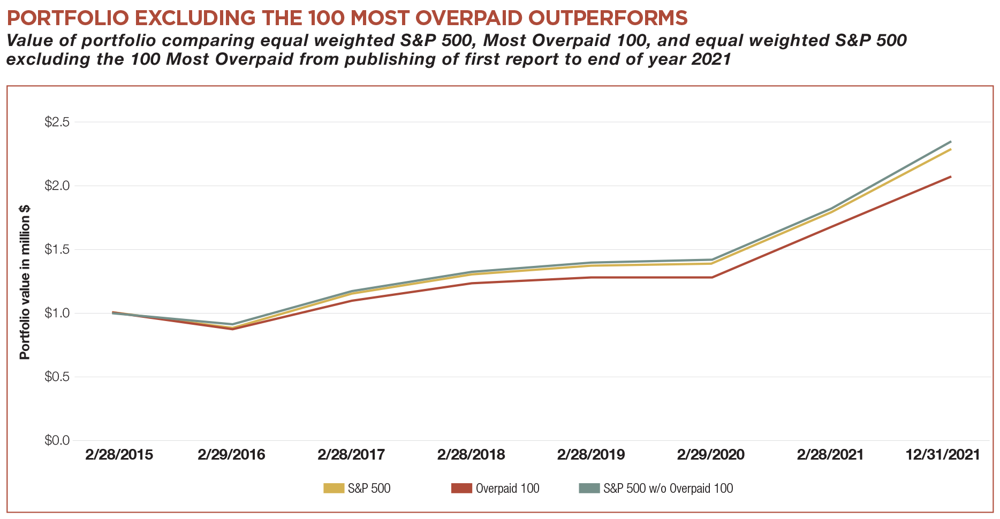 PORTFOLIO EXCLUDING THE 100 MOST OVERPAID OUTPERFORMS
Value of portfolio comparing equal weighted S&P 500, Most Overpaid 100, and equal weighted S&P 500
excluding the 100 Most Overpaid from publishing of first report to end of year 2021
Portfolio value in million $
$2.5
$2.0
$1.5
$1.0
$0.5
$0.0
2/28/2015 2/29/2016 2/28/2017 2/28/2018 2/28/2019 2/29/2020 2/28/2021 12/31/2021
S&P 500 Overpaid 100 S&P 500 w/o Overpaid 100